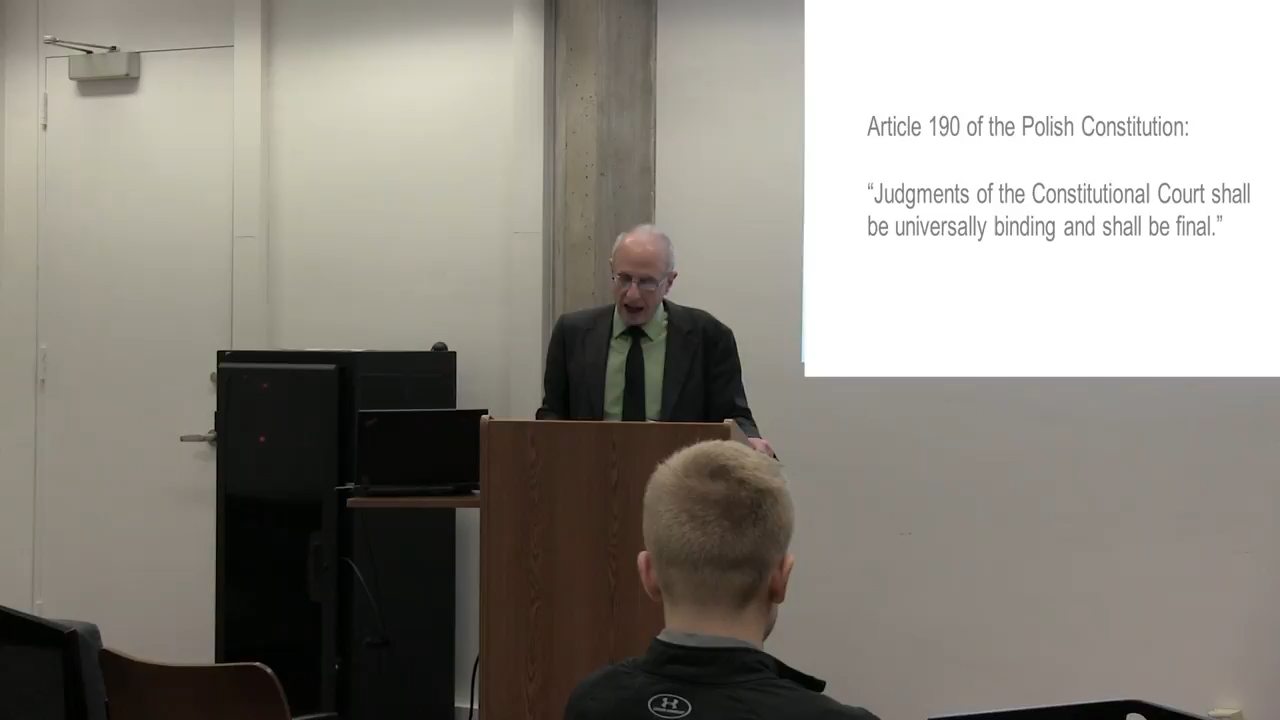 Article 190 of the Polish Constitution:
“Judgments of the Constitutional Court shall
be universally binding and shall be final.”